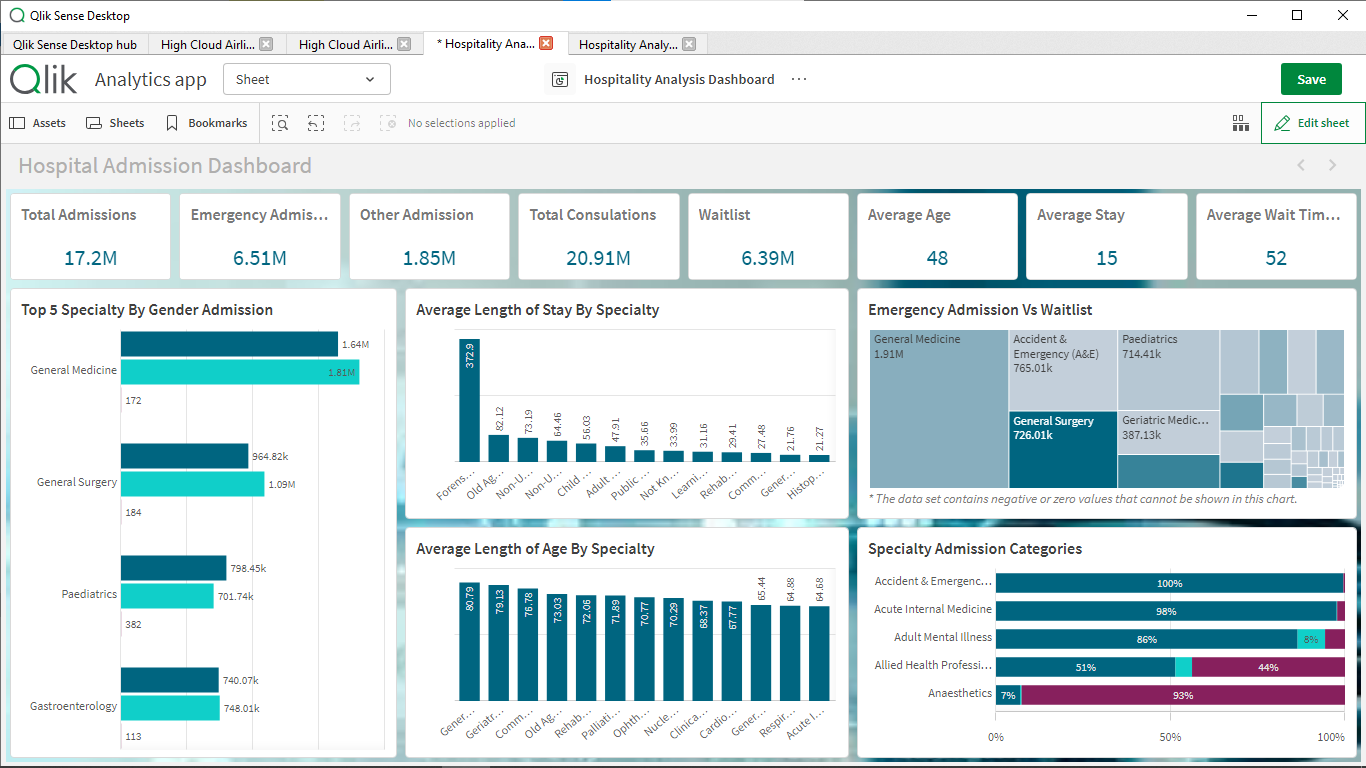 Qlik Sense Desktop
Qlik Sense Desktop hub
High Cloud Airli...
High Cloud Airli...
* Hospitality Ana...
Hospitality Analy...
Qlik
Analytics app
Sheet
Hospitality Analysis Dashboard
...
Save
Assets
Sheets
Bookmarks
No selections applied
Edit sheet
Hospital Admission Dashboard
Total Admissions
17.2M
Emergency Admis...
6.51M
Other Admission
1.85M
Total Consulations
20.91M
Waitlist
6.39M
Average Age
48
Average Stay
15
Average Wait Tim...
52
Top 5 Specialty By Gender Admission
General Medicine
1.64M
1.81M
172
General Surgery
964.82k
1.09M
184
Paediatrics
798.45k
701.74k
382
Gastroenterology
740.07k
748.01k
113
Average Length of Stay By Specialty
372.9
82.12
73.19
64.46
56.03
47.91
35.66
33.99
31.16
29.41
27.48
21.76
21.27
Forens...
Old Ag...
Non-U...
Non-U...
Child ...
Adult ...
Public ...
Not Kn...
Learni...
Rehab...
Comm...
Gener...
Histop...
Emergency Admission Vs Waitlist
General Medicine
1.91M
Accident &
Emergency (A&E)
765.01k
Paediatrics
714.41k
General Surgery
726.01k
Geriatric Medic...
387.13k
* The data set contains negative or zero values that cannot be shown in this chart.
Average Length of Age By Specialty
80.79
79.13
76.78
73.03
72.06
71.89
70.77
70.29
68.37
67.77
65.44
64.88
64.68
Gener...
Geriatr...
Comm...
Old Ag...
Rehab...
Palliati...
Ophth...
Nucle...
Clinica...
Cardio...
Gener...
Respir...
Acute I...
Specialty Admission Categories
Accident & Emergenc...
100%
Acute Internal Medicine
98%
Adult Mental Illness
86%
8%
Allied Health Professi...
51%
44%
Anaesthetics
7%
93%
0%
50%
100%